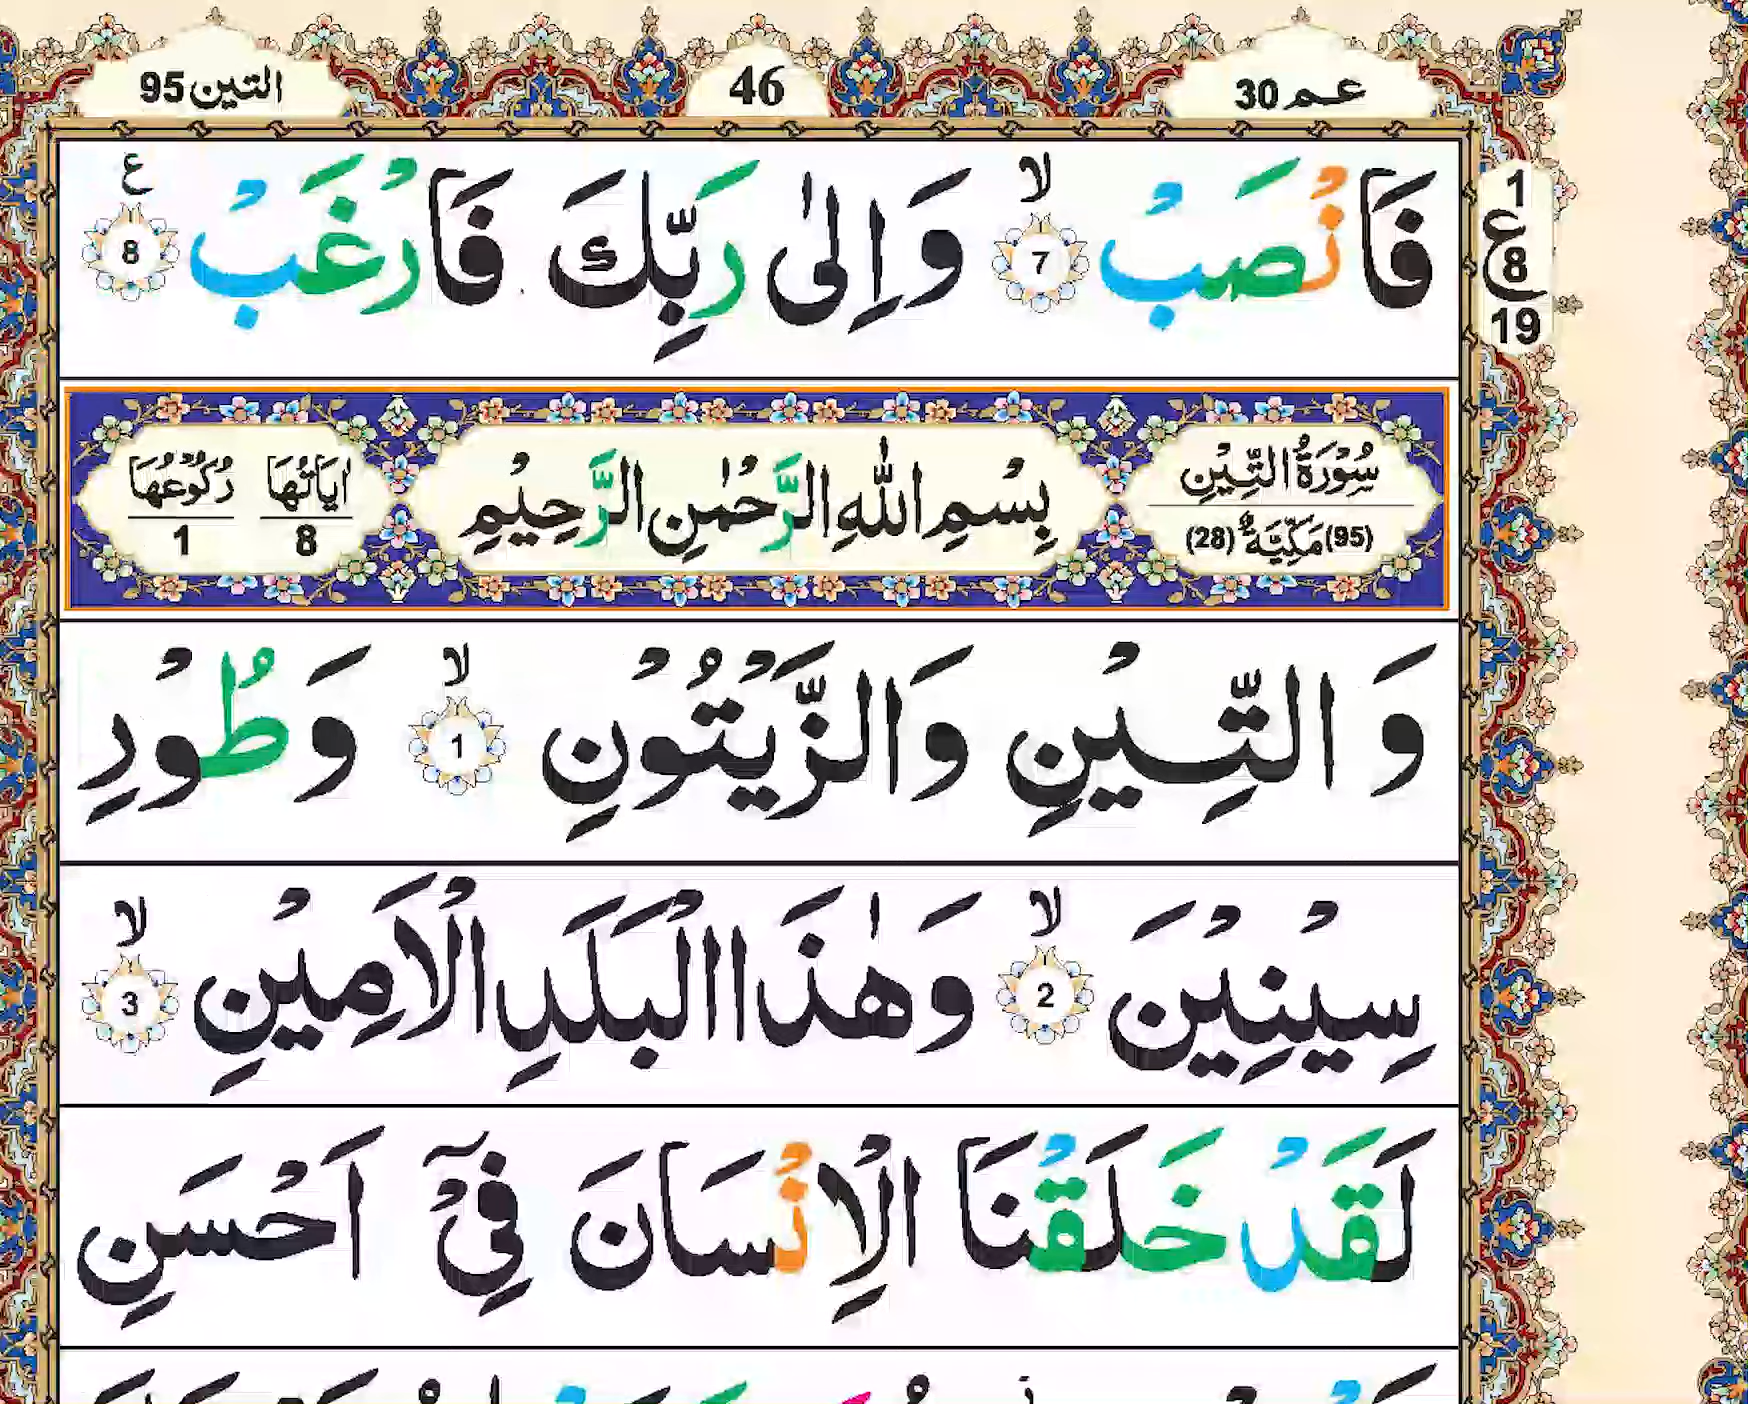 عم 30
46
التين 95
فَانْصَبْ ۙ 7 وَاِلٰى رَبِّكَ فَارْغَبْ ع 8
1
ع 8
19
سُوْرَةُ التِّيْنِ
(95) مَكِّيَّةٌ (28)
بِسْمِ اللّٰهِ الرَّحْمٰنِ الرَّحِيْمِ
اٰيَاتُهَا 8
رُكُوْعُهَا 1
وَالتِّيْنِ وَالزَّيْتُوْنِ ۙ 1 وَطُوْرِ
سِيْنِيْنَ ۙ 2 وَهٰذَا الْبَلَدِ الْاَمِيْنِ ۙ 3
لَقَدْ خَلَقْنَا الْاِنْسَانَ فِيْٓ اَحْسَنِ